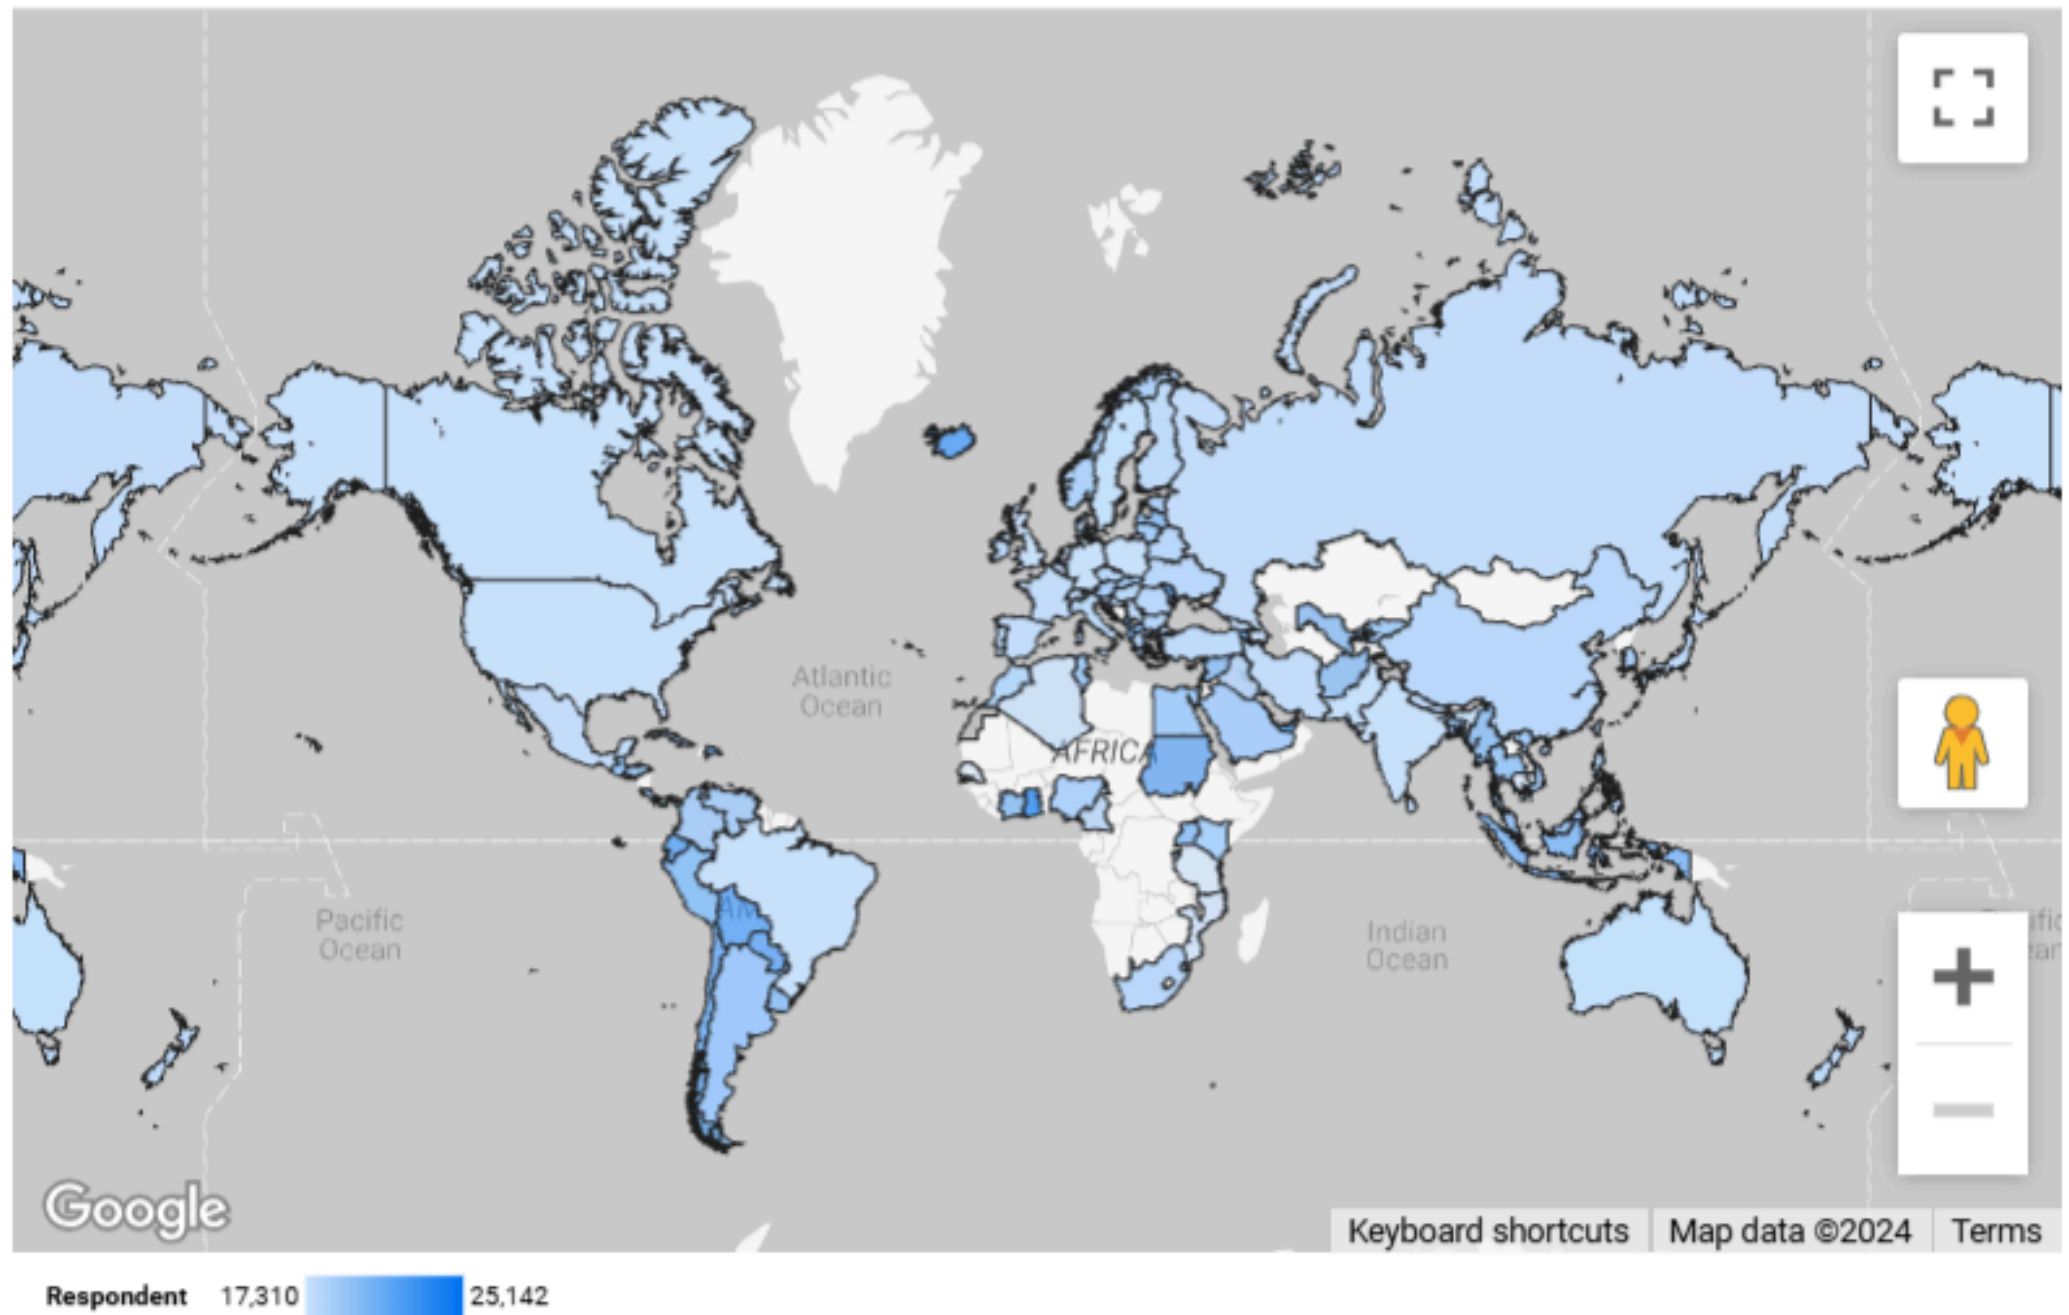 Atlantic
Ocean
AFRICA
AM
Pacific
Ocean
Indian
Ocean
Google
Keyboard shortcuts
Map data ©2024
Terms
Respondent 17,310 25,142